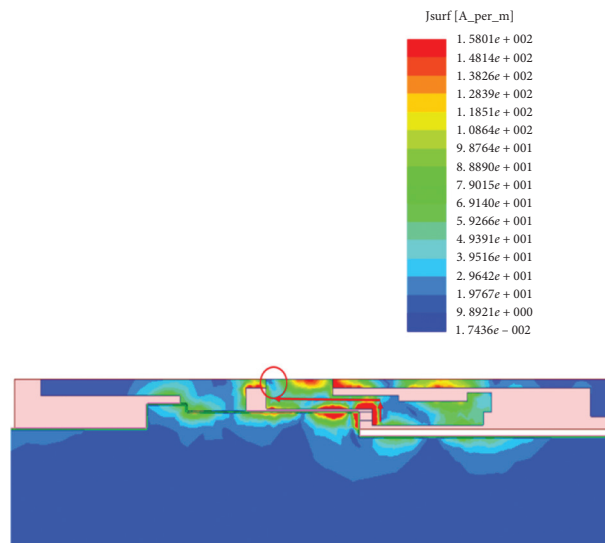 Jsurf [A_per_m]
1. 5801e + 002
1. 4814e + 002
1. 3826e + 002
1. 2839e + 002
1. 1851e + 002
1. 0864e + 002
9. 8764e + 001
8. 8890e + 001
7. 9015e + 001
6. 9140e + 001
5. 9266e + 001
4. 9391e + 001
3. 9516e + 001
2. 9642e + 001
1. 9767e + 001
9. 8921e + 000
1. 7436e − 002